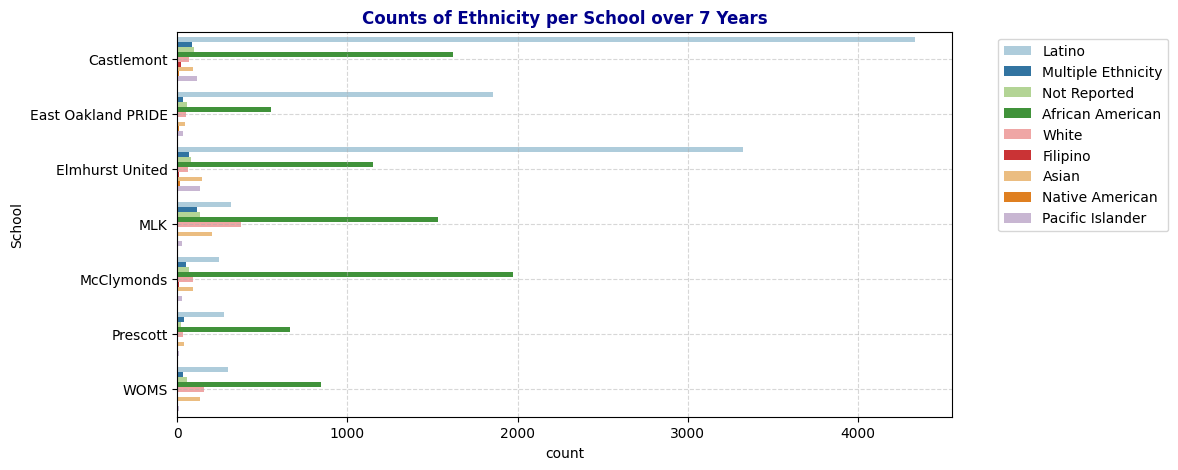 Counts of Ethnicity per School over 7 Years
School
Castlemont
East Oakland PRIDE
Elmhurst United
MLK
McClymonds
Prescott
WOMS
0
1000
2000
3000
4000
count
Latino
Multiple Ethnicity
Not Reported
African American
White
Filipino
Asian
Native American
Pacific Islander